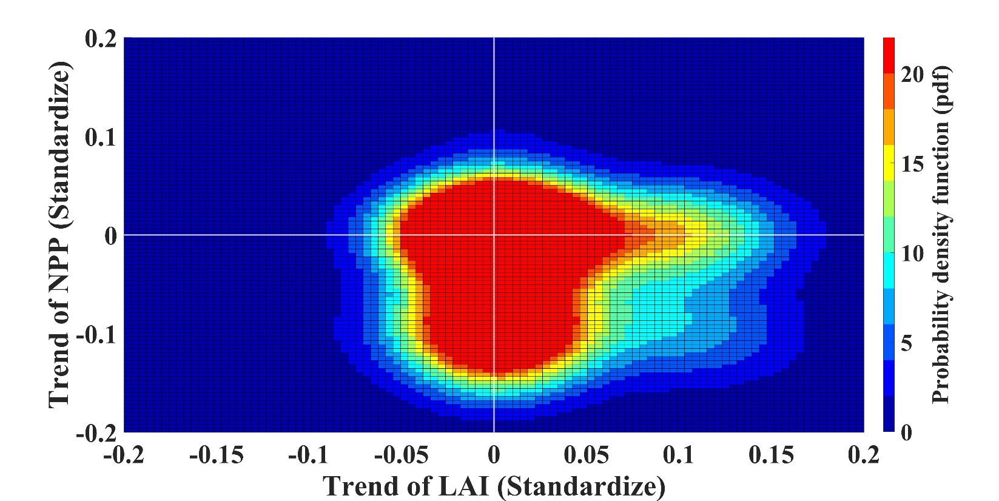 0.2
0.1
0
-0.1
-0.2
Trend of NPP (Standardize)
-0.2 -0.15 -0.1 -0.05 0 0.05 0.1 0.15 0.2
Trend of LAI (Standardize)
20
15
10
5
0
Probability density function (pdf)